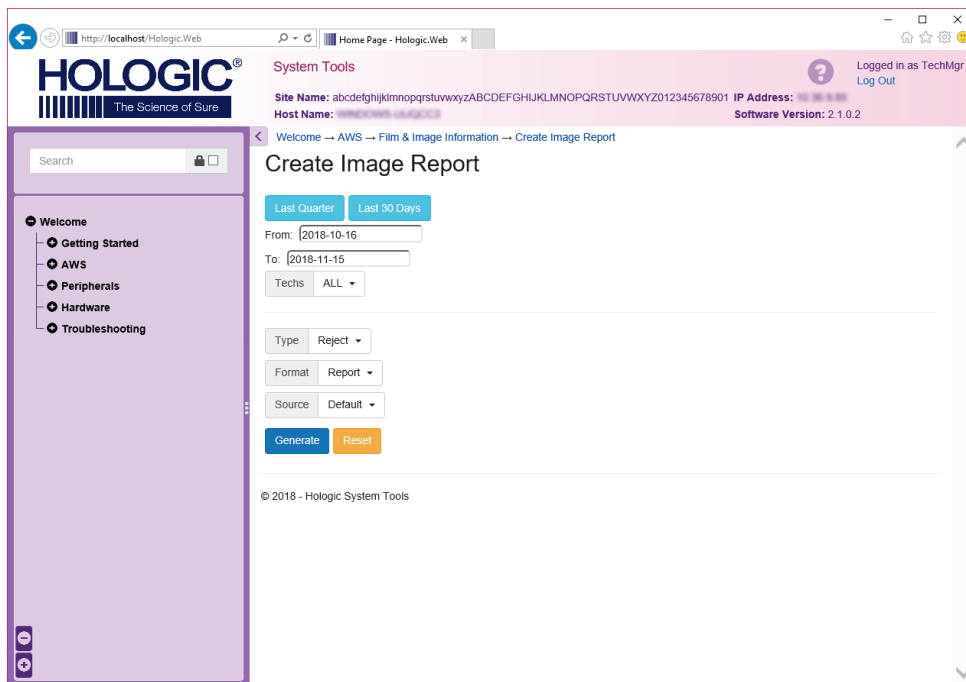 http://localhost/Hologic.Web
Home Page - Hologic.Web
HOLOGIC®
The Science of Sure
System Tools
Logged in as TechMgr
Log Out
Site Name: abcdefghijklmnopqrstuvwxyzABCDEFGHIJKLMNOPQRSTUVWXYZ012345678901 IP Address:
Host Name:
Software Version: 2.1.0.2
Search
Welcome → AWS → Film & Image Information → Create Image Report
Create Image Report
Welcome
Getting Started
AWS
Peripherals
Hardware
Troubleshooting
Last Quarter Last 30 Days
From: 2018-10-16
To: 2018-11-15
Techs ALL
Type Reject
Format Report
Source Default
Generate Reset
© 2018 - Hologic System Tools